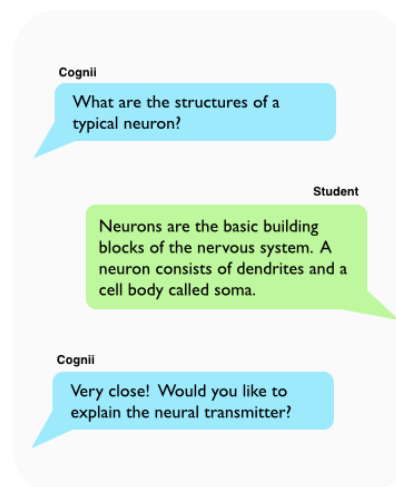 Cognii
What are the structures of a
typical neuron?
Student
Neurons are the basic building
blocks of the nervous system. A
neuron consists of dendrites and a
cell body called soma.
Cognii
Very close! Would you like to
explain the neural transmitter?